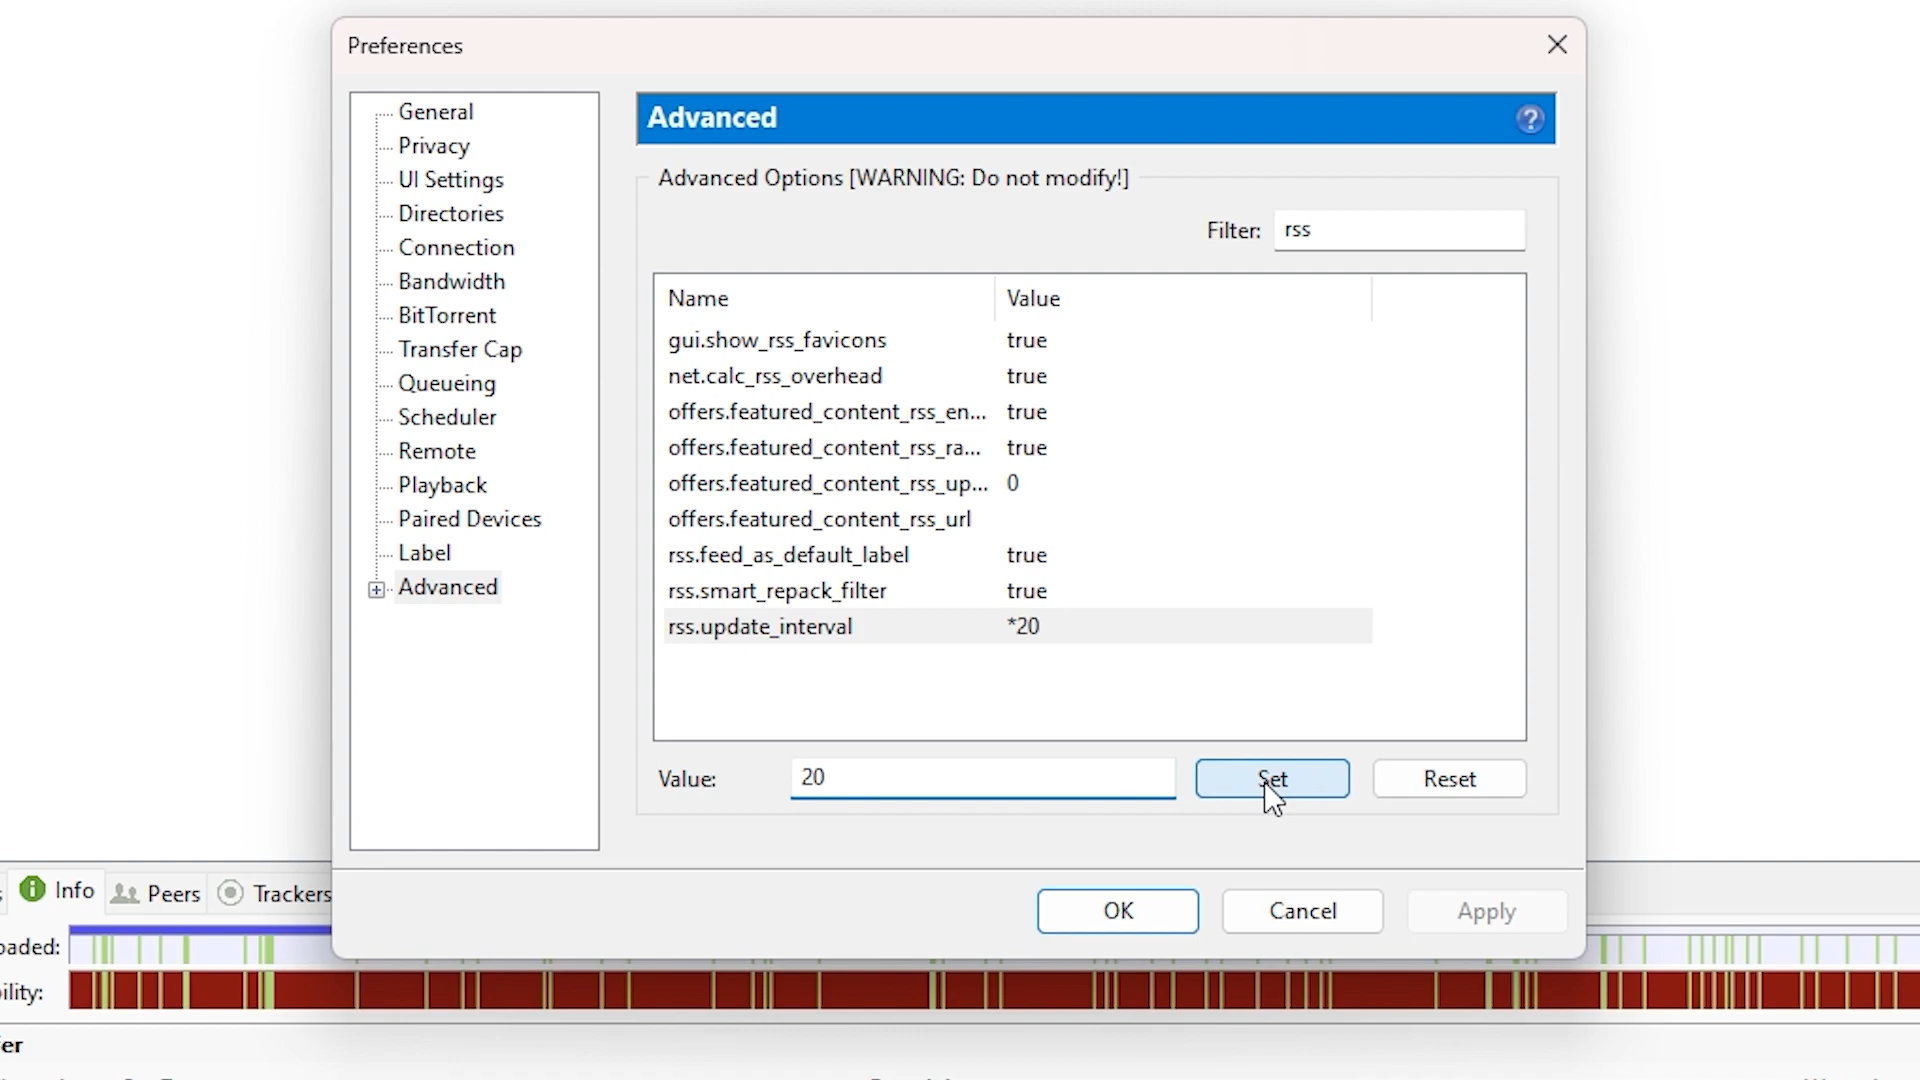 Preferences
General
Privacy
UI Settings
Directories
Connection
Bandwidth
BitTorrent
Transfer Cap
Queueing
Scheduler
Remote
Playback
Paired Devices
Label
Advanced
Advanced
Advanced Options [WARNING: Do not modify!]
Filter: rss
Name Value
gui.show_rss_favicons true
net.calc_rss_overhead true
offers.featured_content_rss_en... true
offers.featured_content_rss_ra... true
offers.featured_content_rss_up... 0
offers.featured_content_rss_url
rss.feed_as_default_label true
rss.smart_repack_filter true
rss.update_interval *20
Value: 20 Set Reset
OK Cancel Apply
Info Peers Trackers
oaded:
bility:
fer